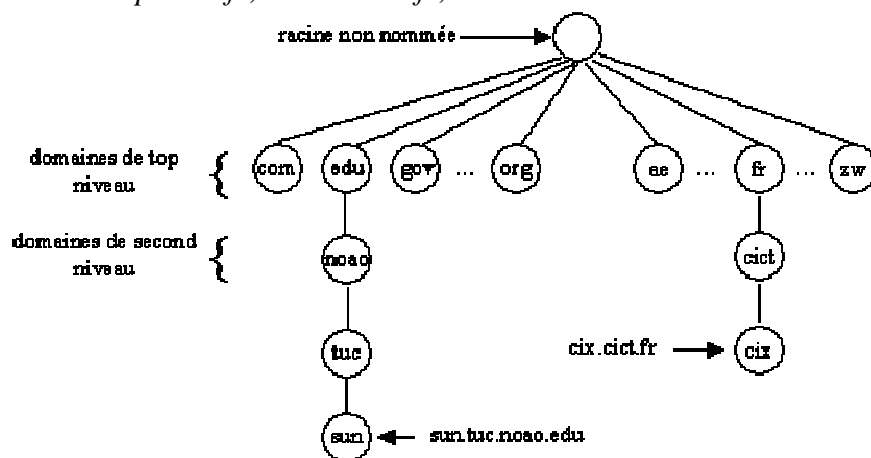 racine non nommée
domaines de top
niveau
com edu gov ... org ae ... fr ... zw
domaines de second
niveau
noao cict
tuc cix.cict.fr cix
sun sun.tuc.noao.edu